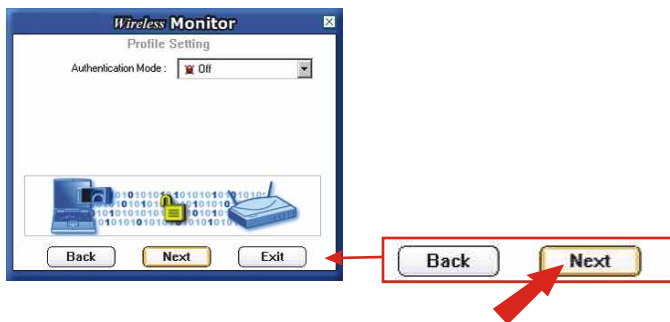 Wireless Monitor
Profile Setting
Authentication Mode : Off
Back Next Exit
Back Next